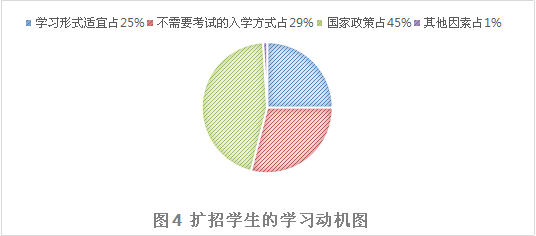 学习形式适宜占25% 不需要考试的入学方式占29% 国家政策占45% 其他因素占1%
图4 扩招学生的学习动机图